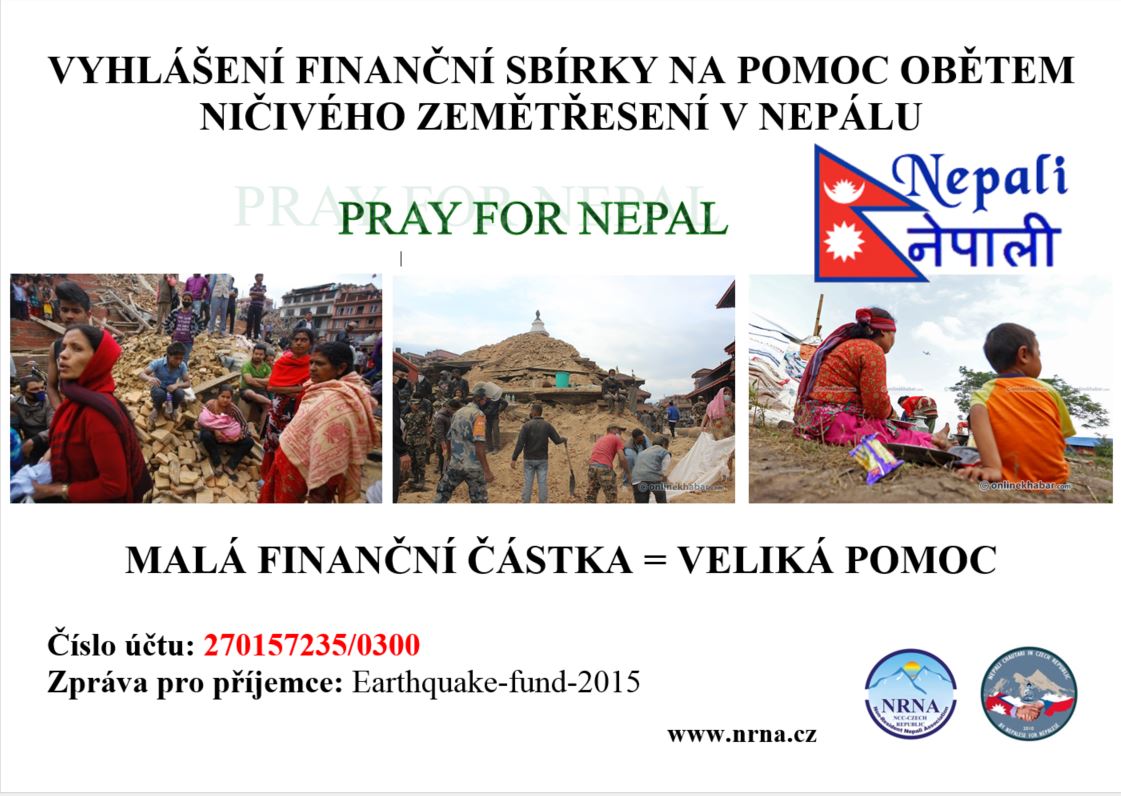 VYHLÁŠENÍ FINANČNÍ SBÍRKY NA POMOC OBĚTEM
NIČIVÉHO ZEMĚTŘESENÍ V NEPÁLU
PRAY FOR NEPAL
PRAY FOR NEPAL
Nepali
नेपाली
©onlinekhabar.com
©onlinekhabar.com
MALÁ FINANČNÍ ČÁSTKA = VELIKÁ POMOC
Číslo účtu: 270157235/0300
Zpráva pro příjemce: Earthquake-fund-2015
www.nrna.cz
NRNA
NCC-CZECH
REPUBLIC
Non-Resident Nepali Association
NEPALI CHAUTARI IN CZECH REPUBLIC
2010
BY NEPALESE FOR NEPALESE